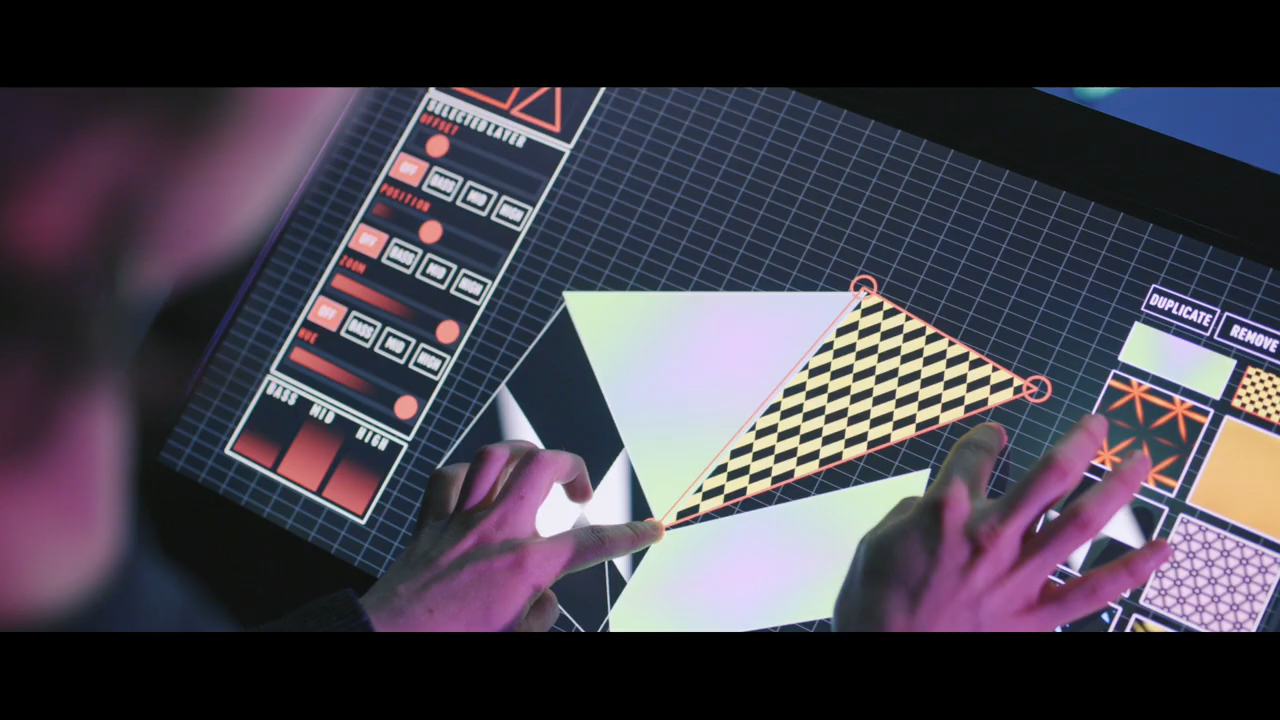 SELECTED LAYER
OFFSET
OFF BASS MID HIGH
POSITION
OFF BASS MID HIGH
ZOOM
OFF BASS MID HIGH
HUE
BASS MID HIGH
DUPLICATE REMOVE